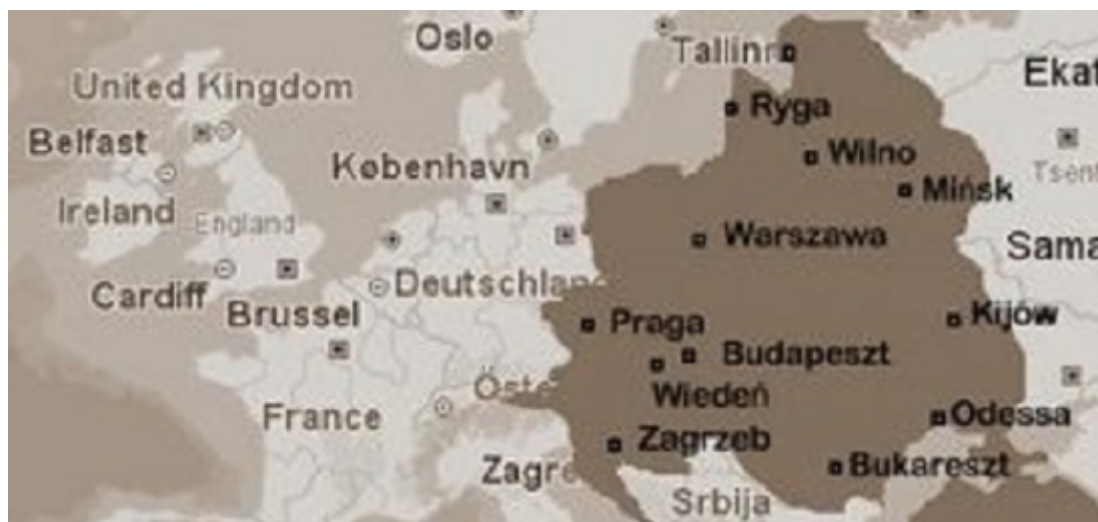 Oslo
Tallinn
Ekat
United Kingdom
Ryga
Belfast
København
Wilno
Tsent
Mińsk
Ireland
England
Warszawa
Sama
Cardiff
Deutschland
Brussel
Praga
Kijów
Budapeszt
Öste
Wiedeń
France
Odessa
Zagrzeb
Zagre
Bukareszt
Srbija